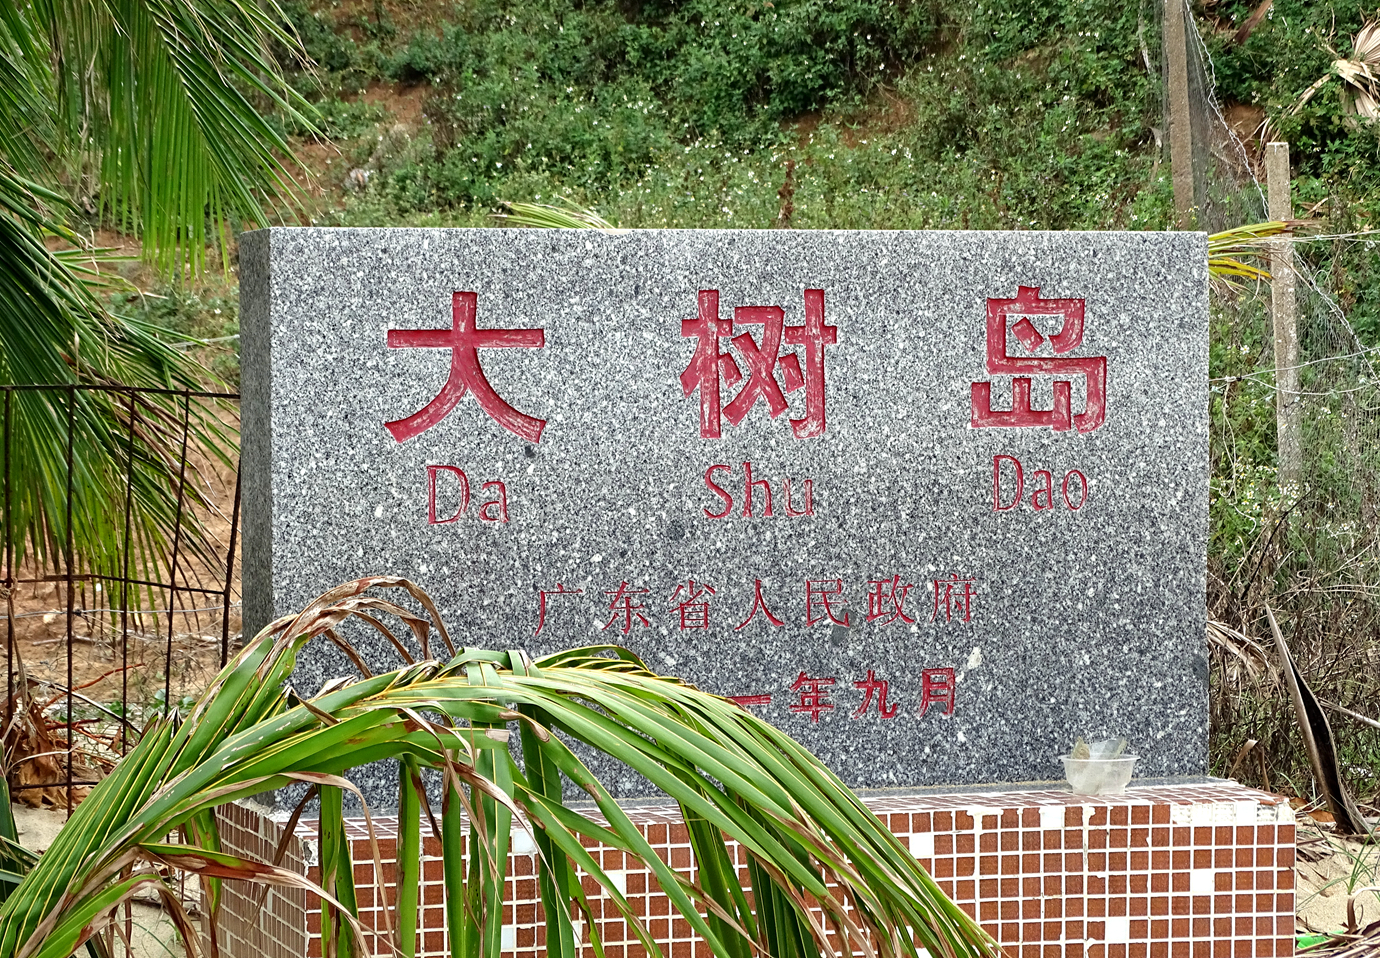 大树岛
Da Shu Dao
广东省人民政府
一年九月